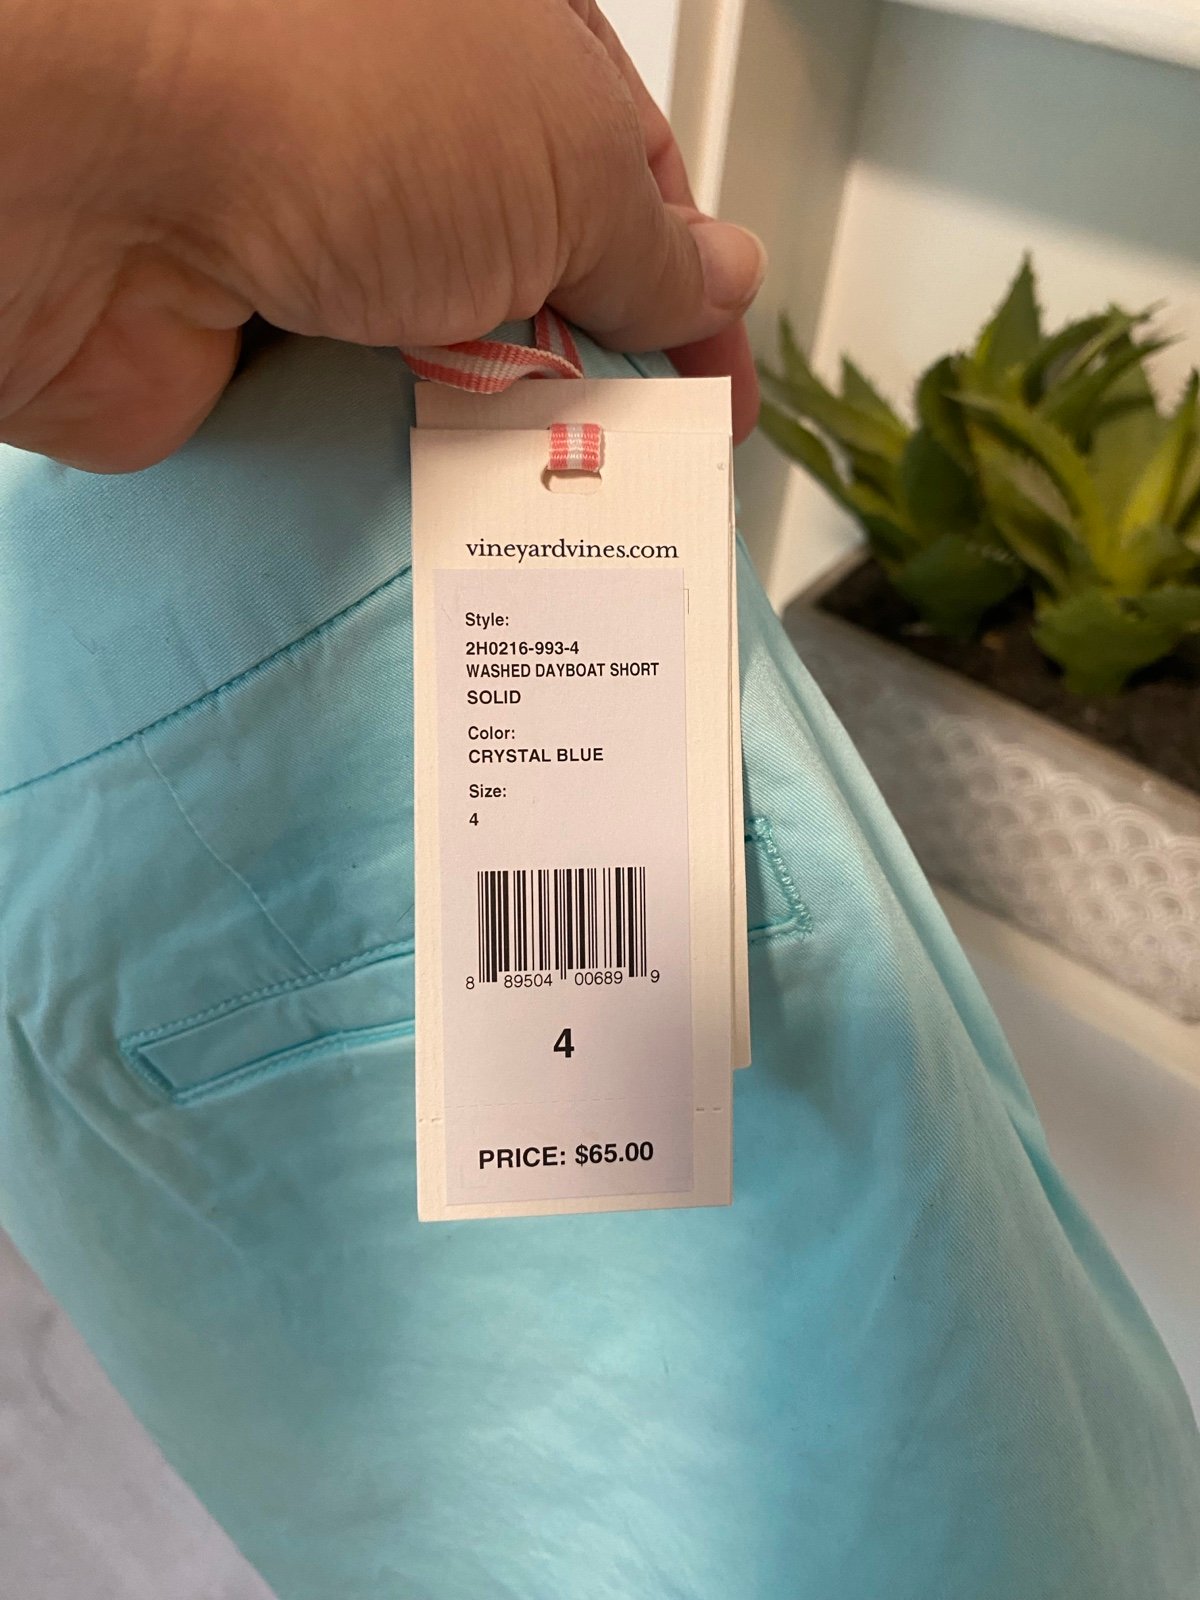 vineyardvines.com
Style:
2H0216-993-4
WASHED DAYBOAT SHORT
SOLID
Color:
CRYSTAL BLUE
Size:
4
8 89504 00689 9
4
PRICE: $65.00